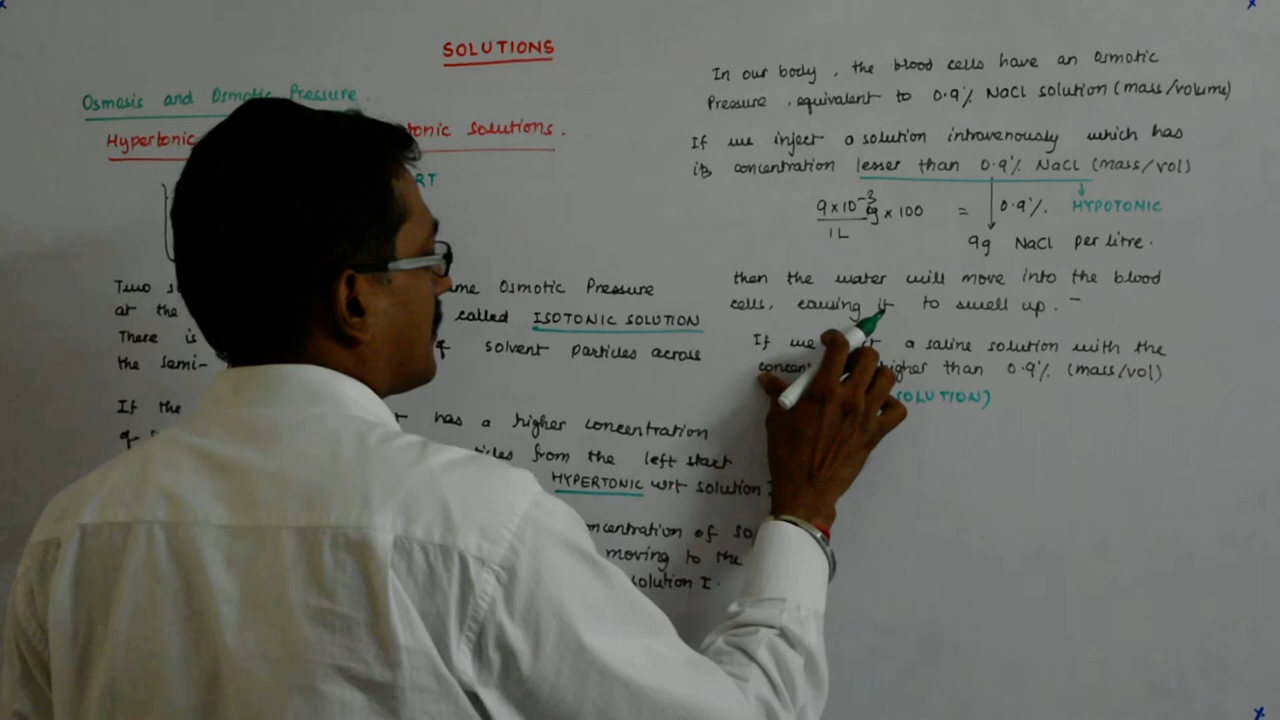 SOLUTIONS
Osmosis and Osmotic Pressure.
Hypertonic tonic solutions.
RT
Two s me Osmotic Pressure
at the called ISOTONIC SOLUTION
There is solvent particles across
the semi-
If the has a higher concentration
of from the left start
HYPERTONIC wrt solution
ncentration of so
moving to the
solution I.
In our body, the blood cells have an osmotic
Pressure, equivalent to 0.9% NaCl solution (mass/volume)
If we inject a solution intravenously which has
its concentration lesser than 0.9% NaCl (mass/vol)
9 x 10-3 kg x 100 = 0.9%. HYPOTONIC
1L
9g NaCl per litre.
then the water will move into the blood
cells, causing it to swell up. -
If we a saline solution with the
concen higher than 0.9% (mass/vol)
SOLUTION)